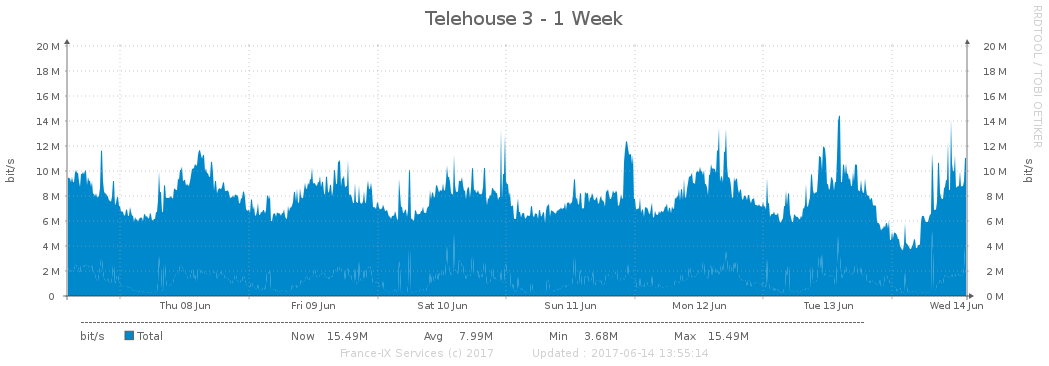 Telehouse 3 - 1 Week
RRDTOOL / TOBI OETIKER
bit/s
20 M 20 M
18 M 18 M
16 M 16 M
14 M 14 M
12 M 12 M
10 M 10 M
8 M 8 M
6 M 6 M
4 M 4 M
2 M 2 M
0 0 M
bit/s
Thu 08 Jun Fri 09 Jun Sat 10 Jun Sun 11 Jun Mon 12 Jun Tue 13 Jun Wed 14 Jun
bit/s Total Now 15.49M Avg 7.99M Min 3.68M Max 15.49M
France-IX Services (c) 2017 Updated : 2017-06-14 13:55:14